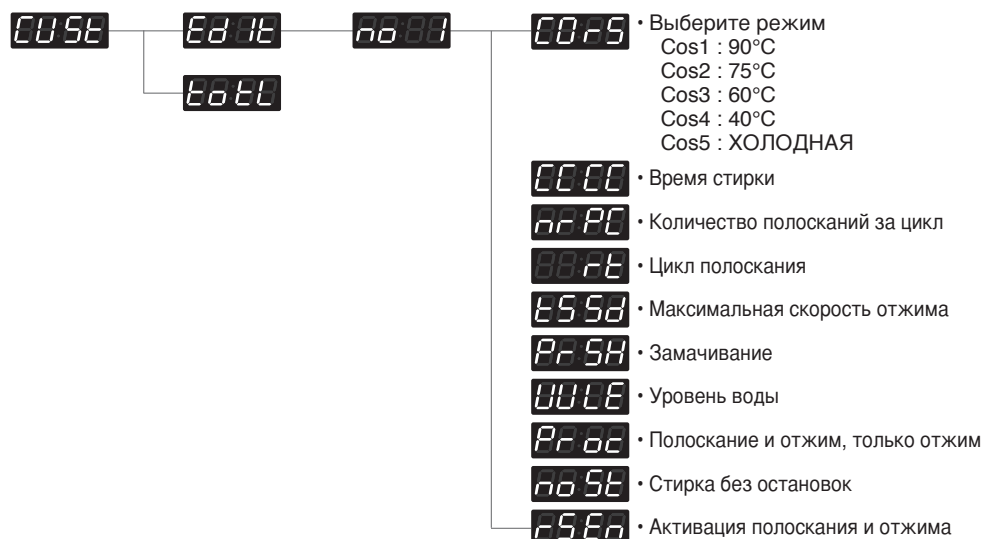 CUSt Ed It no 1 COrS • Выберите режим
Cos1 : 90°C
Cos2 : 75°C
Cos3 : 60°C
Cos4 : 40°C
Cos5 : ХОЛОДНАЯ
totL
CCCC • Время стирки
nrPC • Количество полосканий за цикл
rt • Цикл полоскания
tSSd • Максимальная скорость отжима
PrSH • Замачивание
UULE • Уровень воды
Proc • Полоскание и отжим, только отжим
noSt • Стирка без остановок
rSEn • Активация полоскания и отжима